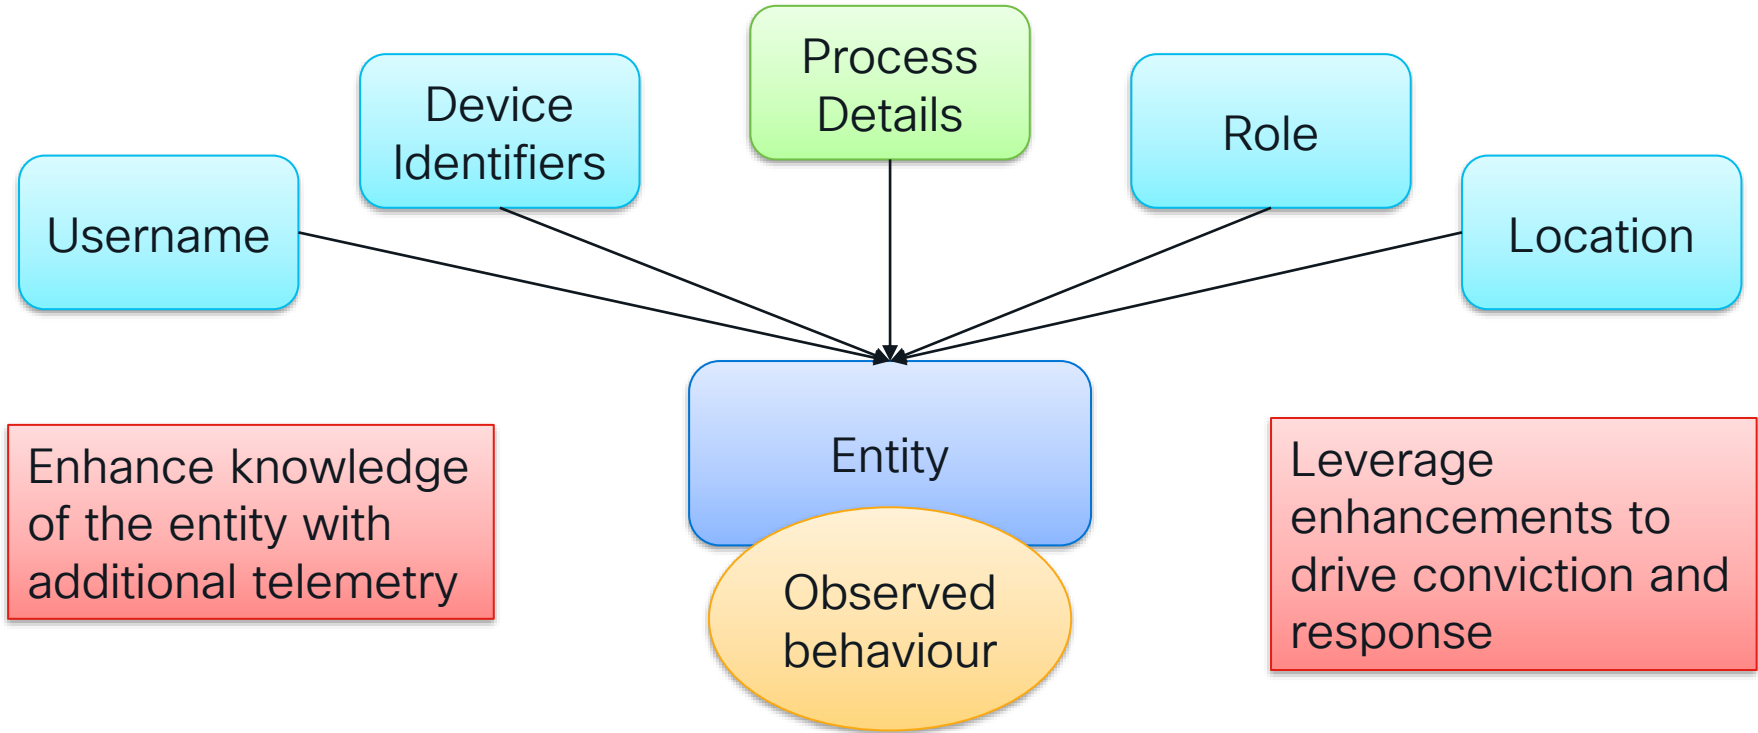 Process
Details
Device
Identifiers
Role
Username
Location
Entity
Enhance knowledge
of the entity with
additional telemetry
Leverage
enhancements to
drive conviction and
response
Observed
behaviour